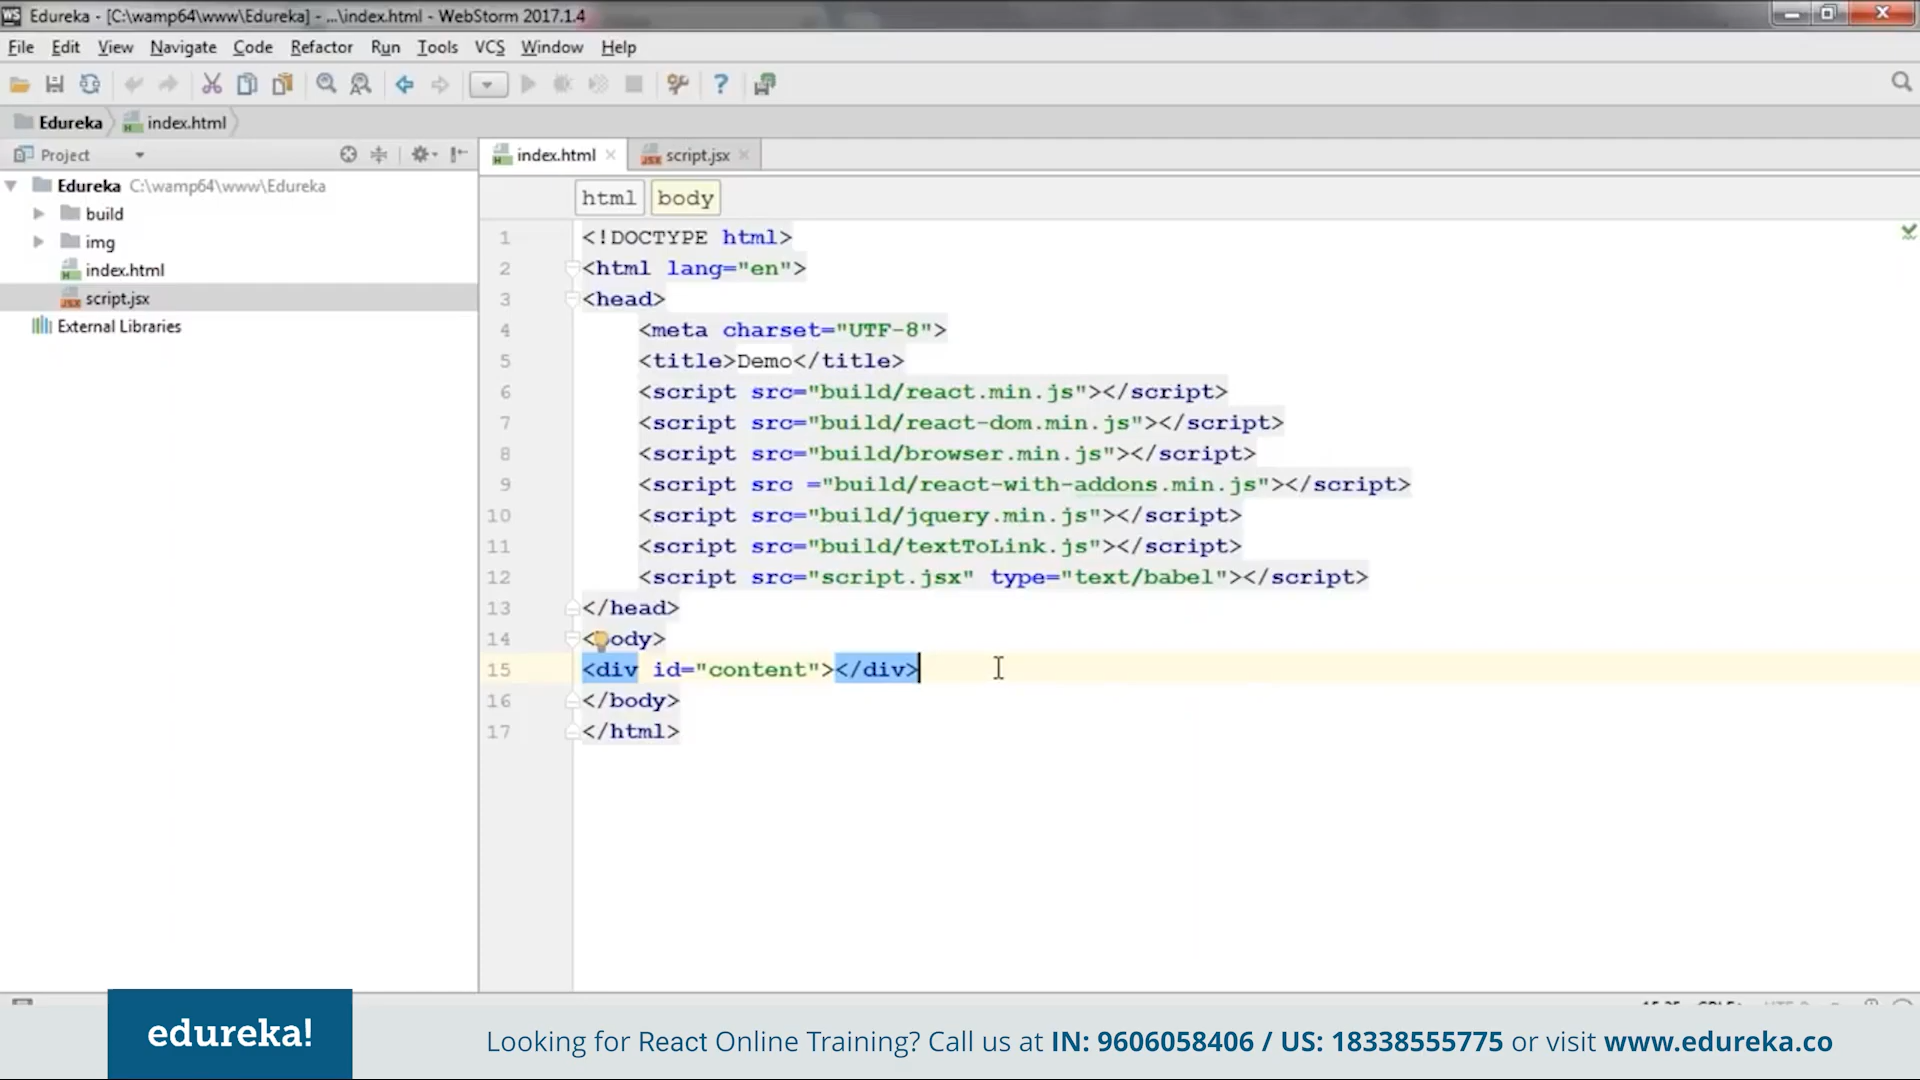 Edureka - [C:\wamp64\www\Edureka] - ...\index.html - WebStorm 2017.1.4
File Edit View Navigate Code Refactor Run Tools VCS Window Help
Edureka index.html
Project
index.html script.jsx
Edureka C:\wamp64\www\Edureka
build
img
index.html
script.jsx
External Libraries
html body
1 <!DOCTYPE html>
2 <html lang="en">
3 <head>
4 <meta charset="UTF-8">
5 <title>Demo</title>
6 <script src="build/react.min.js"></script>
7 <script src="build/react-dom.min.js"></script>
8 <script src="build/browser.min.js"></script>
9 <script src ="build/react-with-addons.min.js"></script>
10 <script src="build/jquery.min.js"></script>
11 <script src="build/textToLink.js"></script>
12 <script src="script.jsx" type="text/babel"></script>
13 </head>
14 <body>
15 <div id="content"></div>
16 </body>
17 </html>
edureka!
Looking for React Online Training? Call us at IN: 9606058406 / US: 18338555775 or visit www.edureka.co